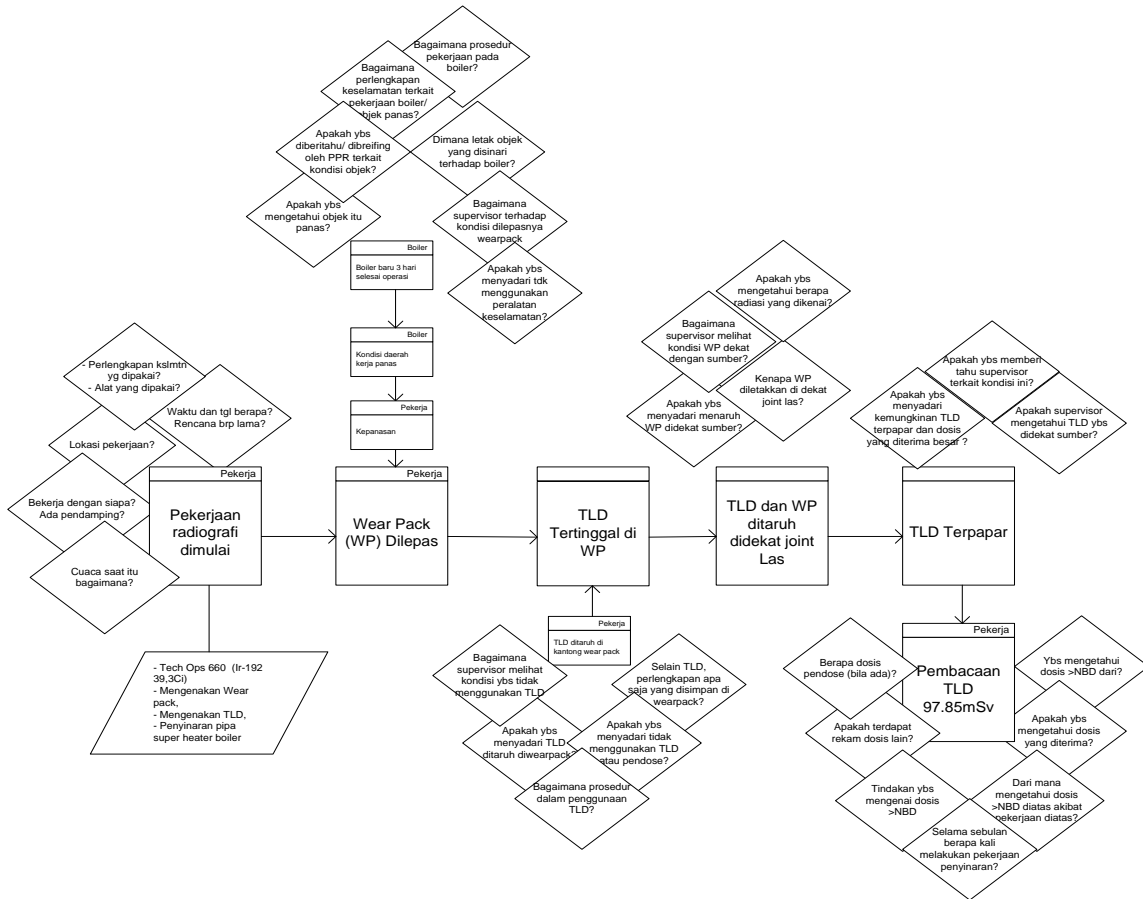 Bagaimana prosedur
pekerjaan pada
boiler?
Bagaimana
perlengkapan
keselamatan terkait
pekerjaan boiler/
objek panas?
Apakah ybs
diberitahu/ dibreifing
oleh PPR terkait
kondisi objek?
Dimana letak objek
yang disinari
terhadap boiler?
Apakah ybs
mengetahui objek itu
panas?
Bagaimana
supervisor terhadap
kondisi dilepasnya
wearpack
Apakah ybs
menyadari tdk
menggunakan
peralatan
keselamatan?
Boiler
Boiler baru 3 hari
selesai operasi
Boiler
Kondisi daerah
kerja panas
Pekerja
Kepanasan
- Perlengkapan kslmtn
yg dipakai?
- Alat yang dipakai?
Waktu dan tgl berapa?
Rencana brp lama?
Lokasi pekerjaan?
Bekerja dengan siapa?
Ada pendamping?
Cuaca saat itu
bagaimana?
Apakah ybs
mengetahui berapa
radiasi yang dikenai?
Bagaimana
supervisor melihat
kondisi WP dekat
dengan sumber?
Kenapa WP
diletakkan di dekat
joint las?
Apakah ybs
menyadari menaruh
WP didekat sumber?
Apakah ybs memberi
tahu supervisor
terkait kondisi ini?
Apakah ybs
menyadari
kemungkinan TLD
terpapar dan dosis
yang diterima besar ?
Apakah supervisor
mengetahui TLD ybs
didekat sumber?
Pekerja
Pekerjaan
radiografi
dimulai
Pekerja
Wear Pack
(WP) Dilepas
TLD
Tertinggal di
WP
TLD dan WP
ditaruh
didekat joint
Las
TLD Terpapar
- Tech Ops 660 (Ir-192
39,3Ci)
- Mengenakan Wear
pack,
- Mengenakan TLD,
- Penyinaran pipa
super heater boiler
Pekerja
TLD ditaruh di
kantong wear pack
Bagaimana
supervisor melihat
kondisi ybs tidak
menggunakan TLD
Selain TLD,
perlengkapan apa
saja yang disimpan di
wearpack?
Apakah ybs
menyadari TLD
ditaruh diwearpack
Apakah ybs
menyadari tidak
menggunakan TLD
atau pendose?
Bagaimana prosedur
dalam penggunaan
TLD?
Pekerja
Pembacaan
TLD
97.85mSv
Berapa dosis
pendose (bila ada)?
Ybs mengetahui
dosis >NBD dari?
Apakah terdapat
rekam dosis lain?
Apakah ybs
mengetahui dosis
yang diterima?
Tindakan ybs
mengenai dosis
>NBD
Dari mana
mengetahui dosis
>NBD diatas akibat
pekerjaan diatas?
Selama sebulan
berapa kali
melakukan pekerjaan
penyinaran?